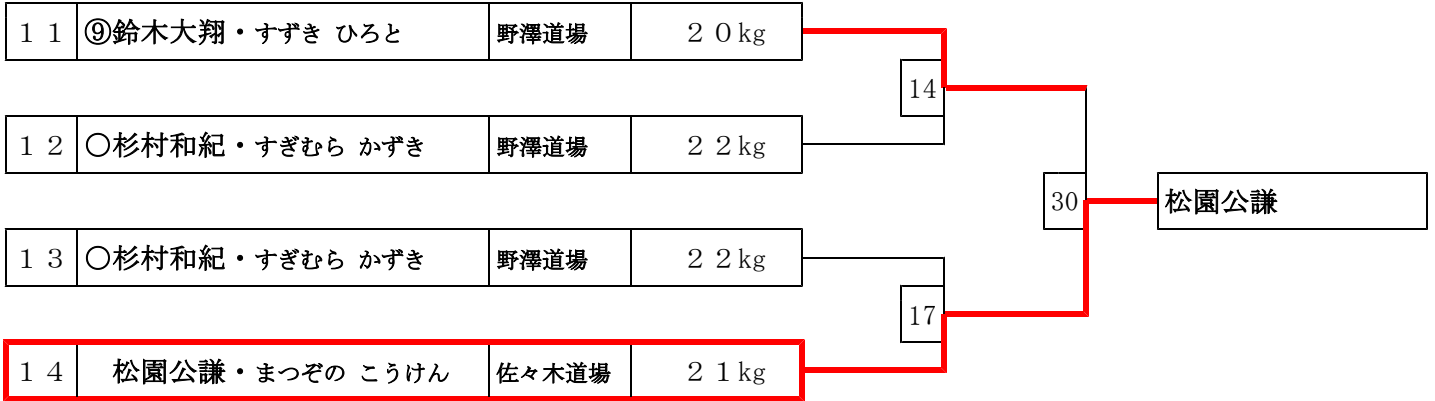 １１ ⑨鈴木大翔・すずき ひろと 野澤道場 ２０kg
14
１２ 〇杉村和紀・すぎむら かずき 野澤道場 ２２kg
30 松園公謙
１３ 〇杉村和紀・すぎむら かずき 野澤道場 ２２kg
17
１４ 松園公謙・まつぞの こうけん 佐々木道場 ２１kg